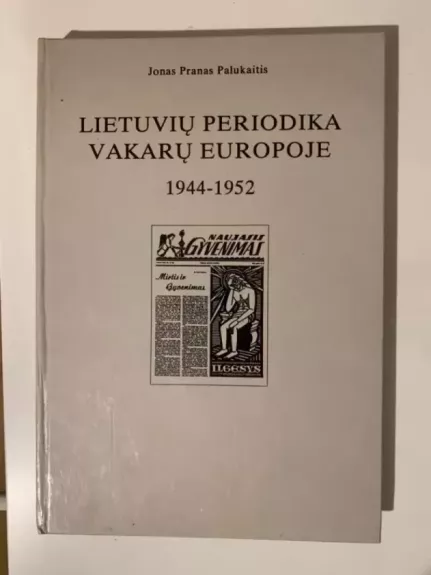 Jonas Pranas Palukaitis
LIETUVIŲ PERIODIKA
VAKARŲ EUROPOJE
1944-1952
NAUJASIS
GYVENIMAS
Mirtis ir
Gyvenimas
ILGESYS